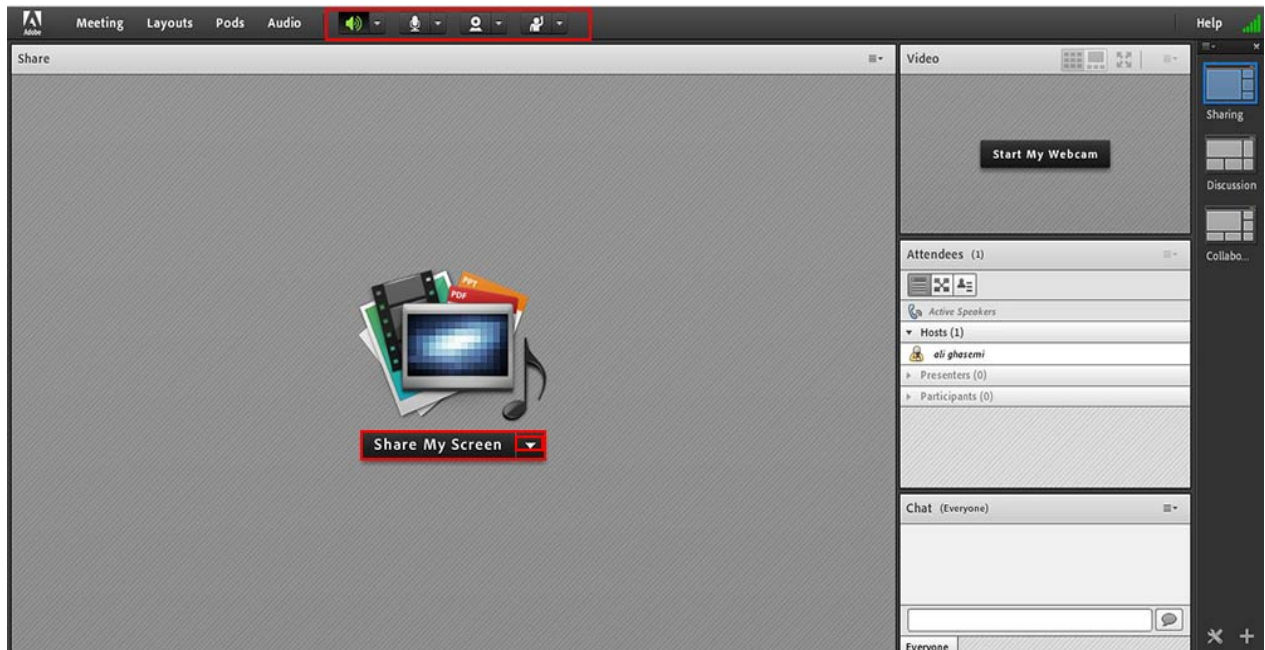 Adobe
Meeting Layouts Pods Audio
Help
Share
Video
Start My Webcam
Sharing
Discussion
Collabo...
Attendees (1)
Active Speakers
Hosts (1)
ali ghasemi
Presenters (0)
Participants (0)
PPT
PDF
Share My Screen
Chat (Everyone)
Everyone